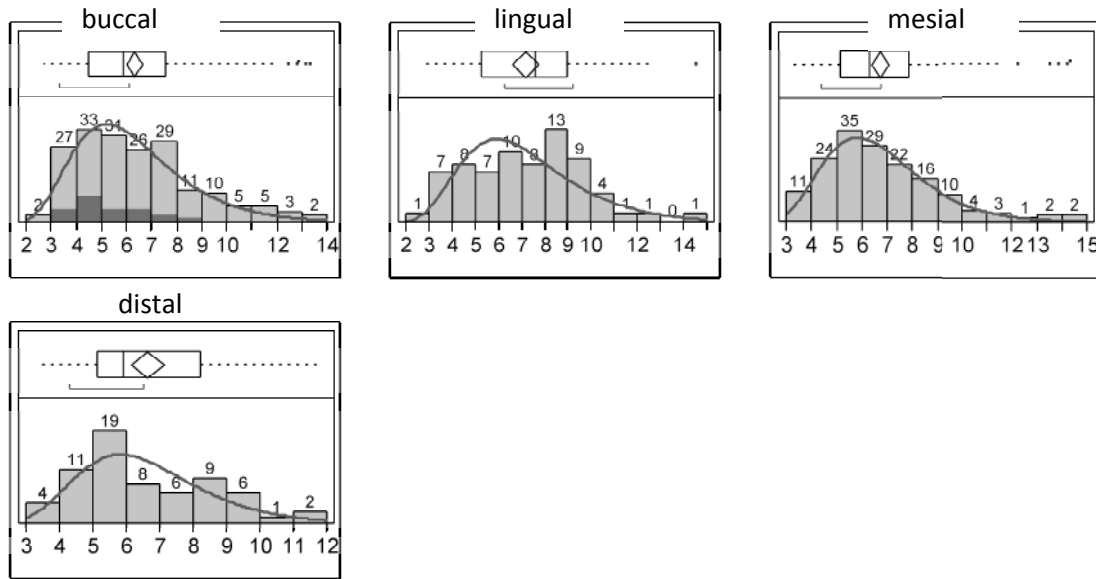 buccal
lingual
mesial
2 27 33 31 26 29 11 10 5 5 3 2
2 3 4 5 6 7 8 9 10 12 14
1 7 8 7 10 8 13 9 4 1 1 0 1
2 3 4 5 6 7 8 9 10 12 14
11 24 35 29 22 16 10 4 3 1 2 2
3 4 5 6 7 8 9 10 12 13 15
distal
4 11 19 8 6 9 6 1 2
3 4 5 6 7 8 9 10 11 12